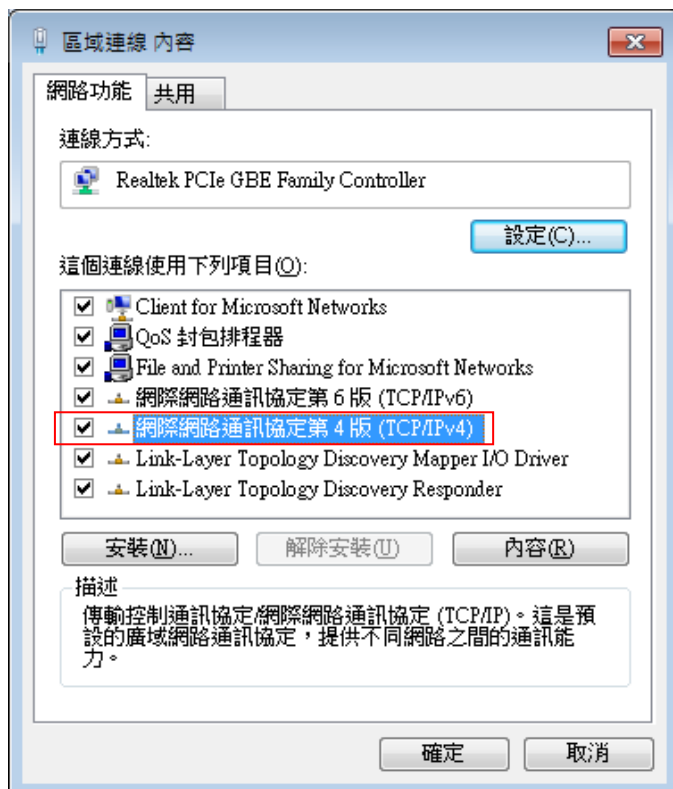 區域連線 內容
網路功能 共用
連線方式:
Realtek PCIe GBE Family Controller
設定(C)...
這個連線使用下列項目(O):
Client for Microsoft Networks
QoS 封包排程器
File and Printer Sharing for Microsoft Networks
網際網路通訊協定第 6 版 (TCP/IPv6)
網際網路通訊協定第 4 版 (TCP/IPv4)
Link-Layer Topology Discovery Mapper I/O Driver
Link-Layer Topology Discovery Responder
安裝(N)... 解除安裝(U) 內容(R)
描述
傳輸控制通訊協定/網際網路通訊協定 (TCP/IP)。這是預
設的廣域網路通訊協定，提供不同網路之間的通訊能
力。
確定 取消